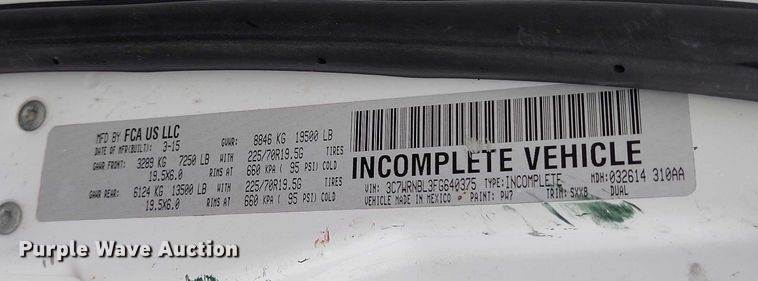 MFD BY FCA US LLC
DATE OF MFR(BUILT): 3-15
GVWR: 8846 KG 19500 LB
GAWR FRONT: 3289 KG 7250 LB WITH 225/70R19.5G TIRES
19.5X6.0 RIMS AT 660 KPA ( 95 PSI) COLD
GAWR REAR: 6124 KG 13500 LB WITH 225/70R19.5G TIRES
19.5X6.0 RIMS AT 660 KPA ( 95 PSI) COLD
INCOMPLETE VEHICLE
VIN: 3C7WRNBL3FG640375 TYPE: INCOMPLETE MDH: 032614 310AA
VEHICLE MADE IN MEXICO PAINT: PW7 TRIM: SXX8 DUAL
Purple Wave Auction